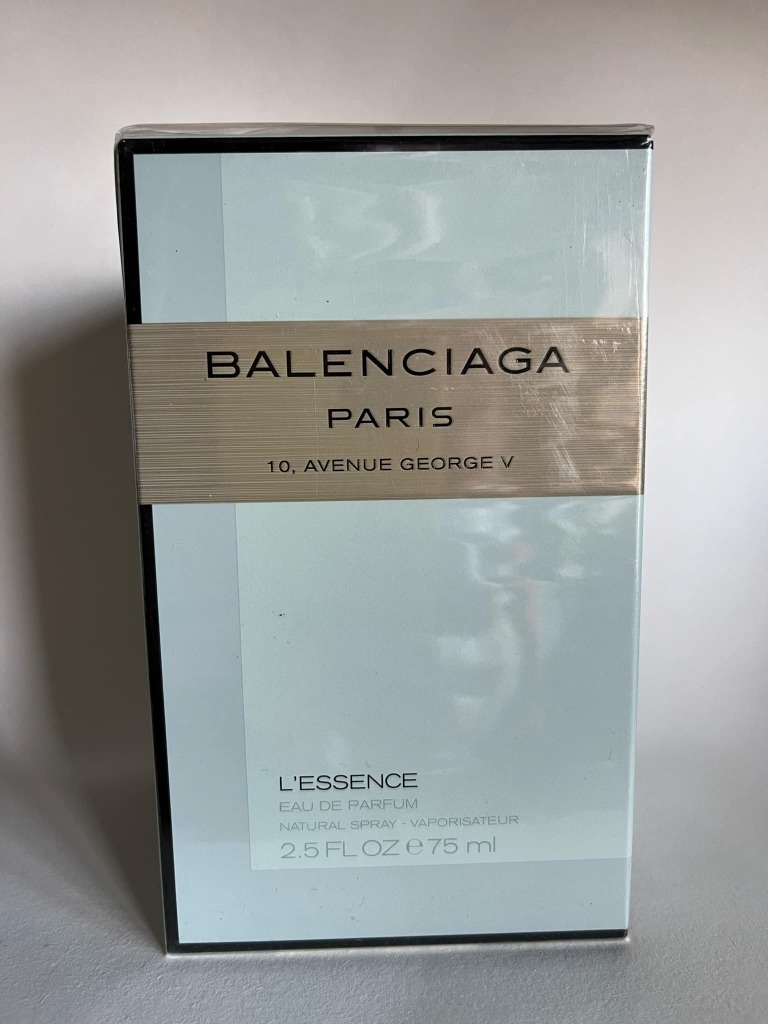 BALENCIAGA
PARIS
10, AVENUE GEORGE V
L'ESSENCE
EAU DE PARFUM
NATURAL SPRAY - VAPORISATEUR
2.5 FL OZ ℮ 75 ml